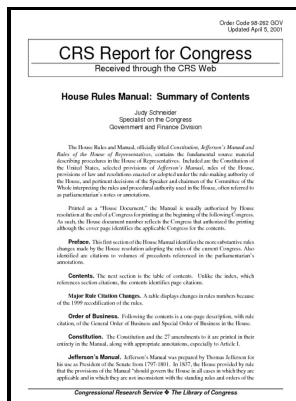 Order Code 98-262 GOV
Updated April 5, 2001
CRS Report for Congress
Received through the CRS Web
House Rules Manual: Summary of Contents
Judy Schneider
Specialist on the Congress
Government and Finance Division
The House Rules and Manual, officially titled Constitution, Jefferson's Manual and
Rules of the House of Representatives, contains the fundamental source material
describing procedures in the House of Representatives. Included are the Constitution of
the United States, selected provisions of Jefferson's Manual, rules of the House,
provisions of law and resolutions enacted or adopted under the rule-making authority of
the House, and pertinent decisions of the Speaker and chairmen of the Committee of the
Whole interpreting the rules and procedural authority used in the House, often referred to
as parliamentarian's notes or annotations.
Printed as a "House Document," the Manual is usually authorized by House
resolution at the end of a Congress for printing at the beginning of the following Congress.
As such, the House document number reflects the Congress that authorized the printing
although the cover page identifies the applicable Congress for the contents.
Preface. This first section of the House Manual identifies the more substantive rules
changes made by the House resolution adopting the rules of the current Congress. Also
identified are citations to volumes of precedents referenced in the parliamentarian's
annotations.
Contents. The next section is the table of contents. Unlike the index, which
references section citations, the contents identifies page citations.
Major Rule Citation Changes. A table displays changes in rules numbers because
of the 1999 recodification of the rules.
Order of Business. Following the contents is a one-page description, with rule
citation, of the General Order of Business and Special Order of Business in the House.
Constitution. The Constitution and the 27 amendments to it are printed in their
entirety in the Manual, along with appropriate annotations, especially to Article I.
Jefferson's Manual. Jefferson's Manual was prepared by Thomas Jefferson for
his use as President of the Senate from 1797-1801. In 1837, the House provided by rule
that the provisions of the Manual "should govern the House in all cases in which they are
applicable and in which they are not inconsistent with the standing rules and orders of the
Congressional Research Service ❖ The Library of Congress